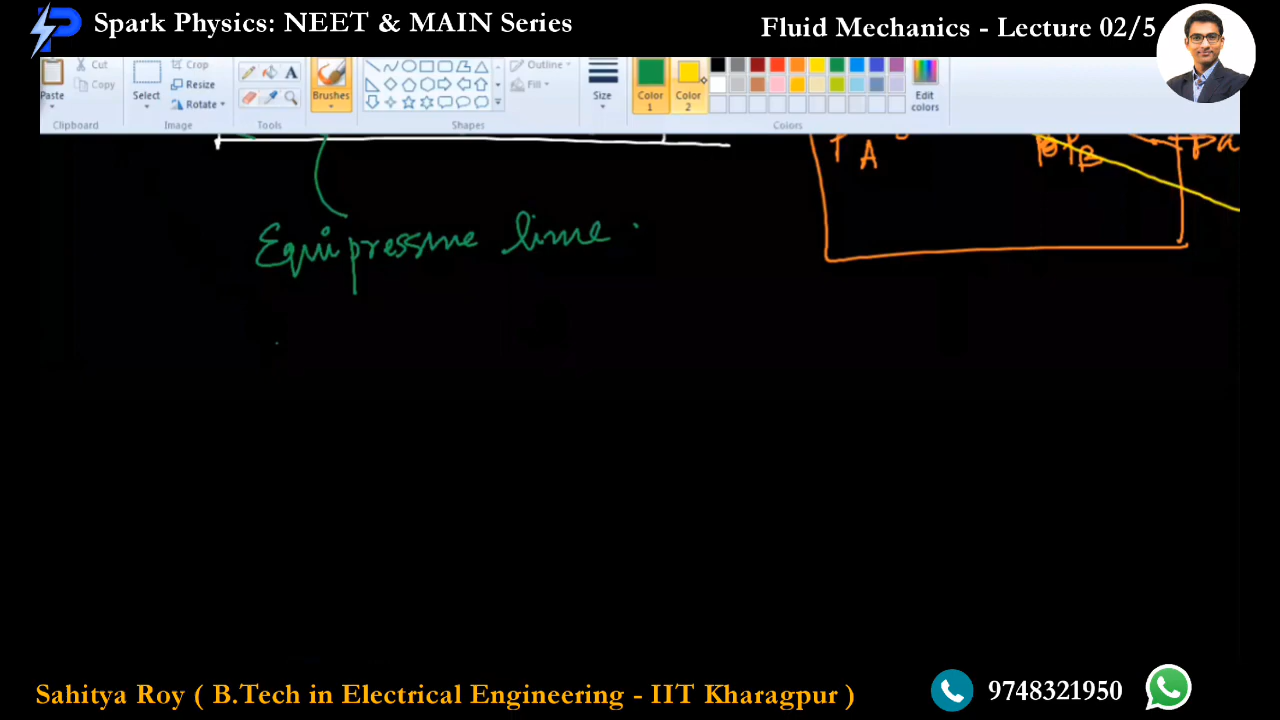 Spark Physics: NEET & MAIN Series
Fluid Mechanics - Lecture 02/5
Paste
Cut
Copy
Clipboard
Select
Crop
Resize
Rotate
Image
Tools
Brushes
Shapes
Outline
Fill
Size
Color 1
Color 2
Colors
Edit colors
A
B
Pa
Equipressure line.
Sahitya Roy ( B.Tech in Electrical Engineering - IIT Kharagpur )
9748321950